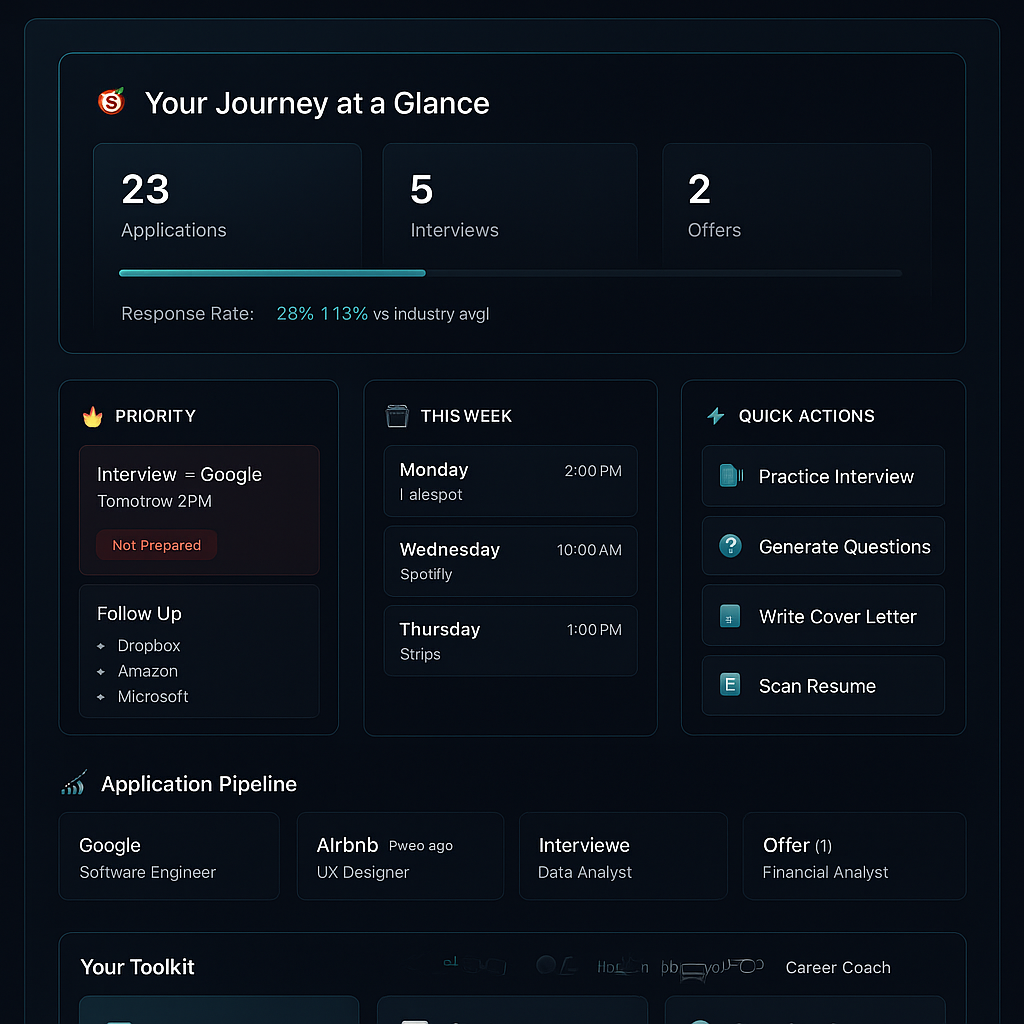 Your Journey at a Glance
23
Applications
5
Interviews
2
Offers
Response Rate: 28% 113% vs industry avgl
PRIORITY
Interview = Google
Tomotrow 2PM
Not Prepared
Follow Up
Dropbox
Amazon
Microsoft
THIS WEEK
Monday 2:00 PM
I alespot
Wednesday 10:00 AM
Spotifly
Thursday 1:00 PM
Strips
QUICK ACTIONS
Practice Interview
Generate Questions
Write Cover Letter
Scan Resume
Application Pipeline
Google
Software Engineer
AIrbnb Pweo ago
UX Designer
Interviewe
Data Analyst
Offer (1)
Financial Analyst
Your Toolkit
Career Coach